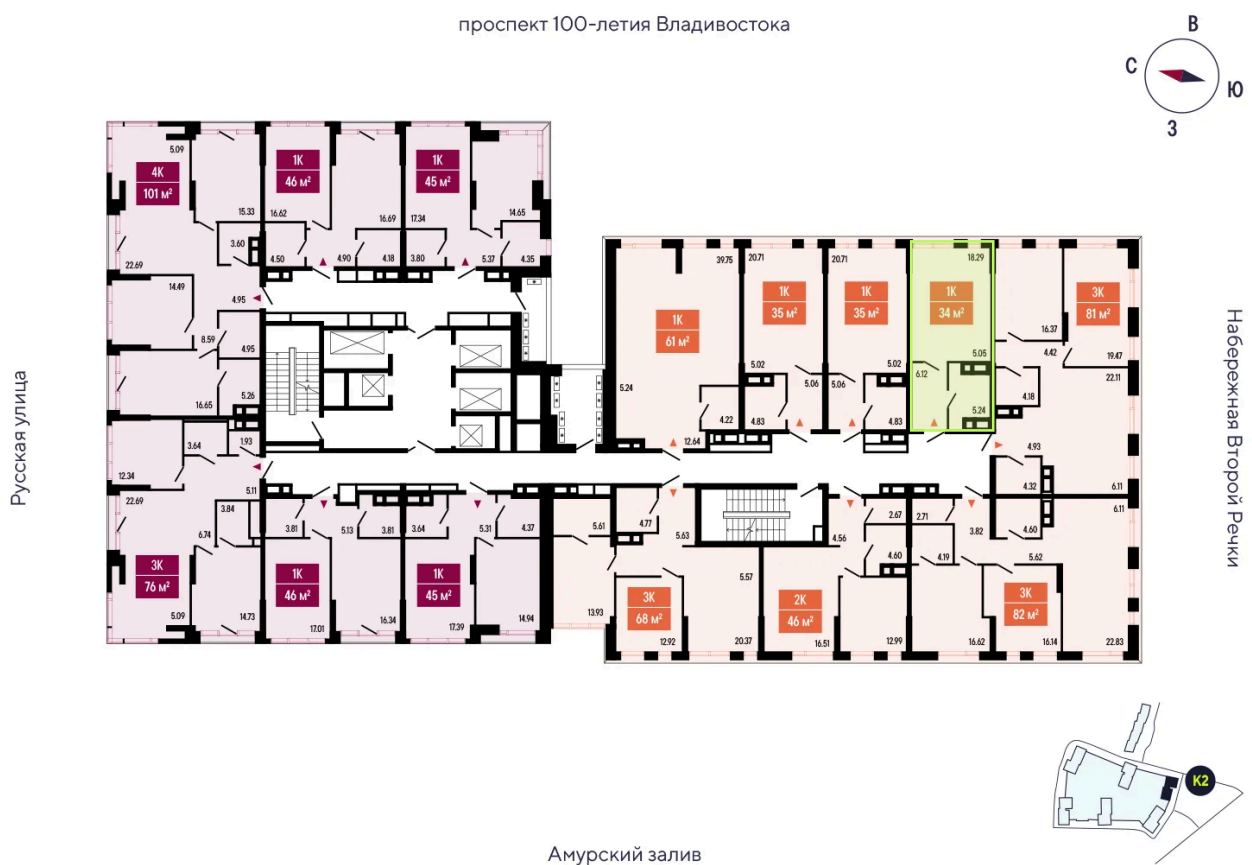 проспект 100-летия Владивостока
В
С
Ю
З
5.09
4К
101 м²
15.33
3.60
22.69
14.49
4.95
8.59
4.95
16.65
5.26
1К
46 м²
16.62
16.69
4.50
4.90
4.18
1К
45 м²
17.34
14.65
3.80
5.37
4.35
39.75
1К
61 м²
5.24
4.22
12.64
20.71
1К
35 м²
5.02
5.06
4.83
20.71
1К
35 м²
5.02
5.06
4.83
18.29
1К
34 м²
5.05
6.12
5.24
3К
81 м²
16.37
19.47
4.42
22.11
4.18
4.93
4.32
6.11
Русская улица
Набережная Второй Речки
3.64
1.93
12.34
22.69
5.11
3.84
6.74
3К
76 м²
5.09
14.73
3.81
5.13
3.81
1К
46 м²
17.01
16.34
3.64
5.31
4.37
1К
45 м²
17.39
14.94
5.61
4.77
5.63
5.57
13.93
3К
68 м²
12.92
20.37
2.67
4.56
4.60
2К
46 м²
16.51
12.99
2.71
3.82
4.60
6.11
4.19
5.62
3К
82 м²
16.62
16.14
22.83
К2
Амурский залив